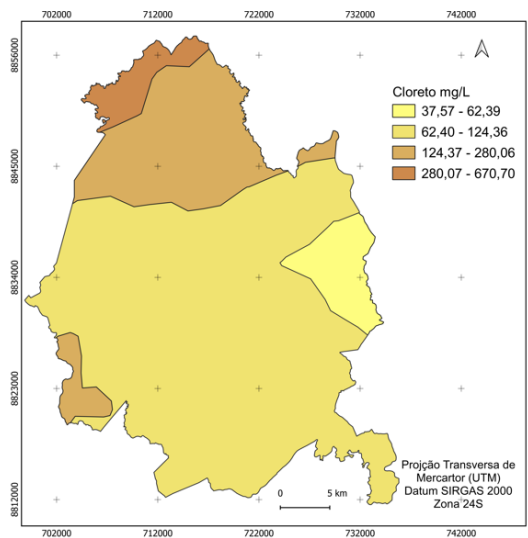 702000 712000 722000 732000 742000
8856000
8845000
8834000
8823000
8812000
Cloreto mg/L
37,57 - 62,39
62,40 - 124,36
124,37 - 280,06
280,07 - 670,70
Projção Transversa de
Mercartor (UTM)
Datum SIRGAS 2000
Zona 24S
0 5 km
702000 712000 722000 732000 742000